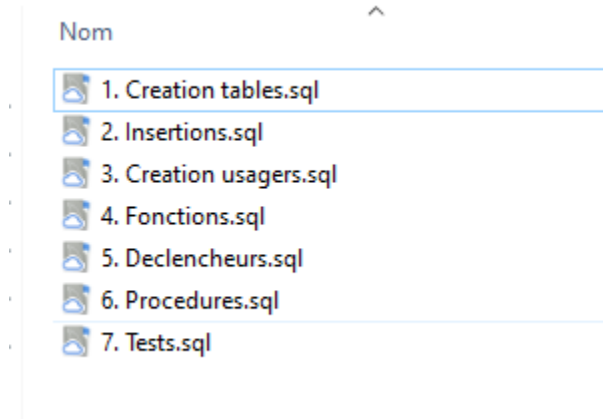 Nom
1. Creation tables.sql
2. Insertions.sql
3. Creation usagers.sql
4. Fonctions.sql
5. Declencheurs.sql
6. Procedures.sql
7. Tests.sql